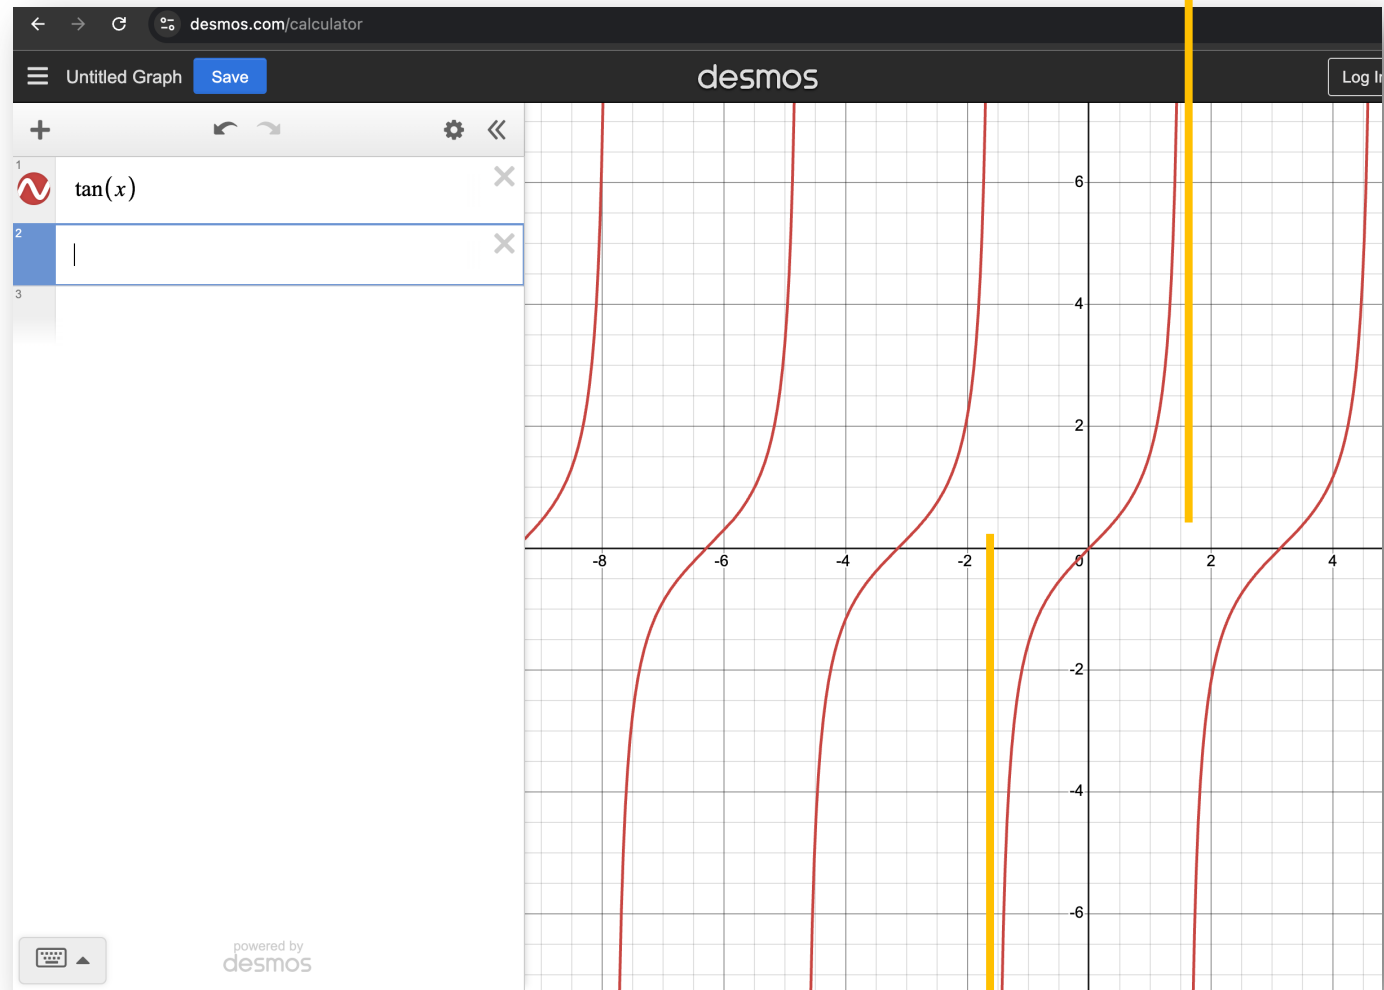 desmos.com/calculator
Untitled Graph Save desmos Log I
1
tan(x)
2
3
6
4
2
-8 -6 -4 -2 0 2 4
-2
-4
-6
powered by
desmos